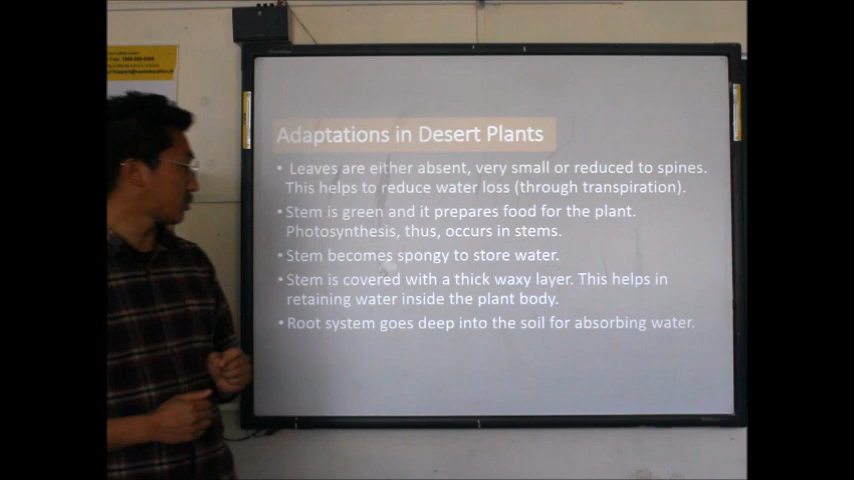 Adaptations in Desert Plants
• Leaves are either absent, very small or reduced to spines.
This helps to reduce water loss (through transpiration).
• Stem is green and it prepares food for the plant.
Photosynthesis, thus, occurs in stems.
• Stem becomes spongy to store water.
• Stem is covered with a thick waxy layer. This helps in
retaining water inside the plant body.
• Root system goes deep into the soil for absorbing water.